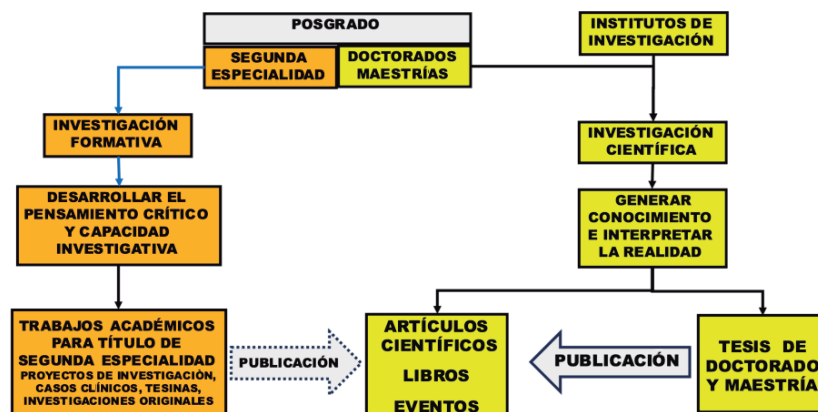 POSGRADO
SEGUNDA
ESPECIALIDAD
DOCTORADOS
MAESTRÍAS
INSTITUTOS DE
INVESTIGACIÓN
INVESTIGACIÓN
FORMATIVA
INVESTIGACIÓN
CIENTÍFICA
DESARROLLAR EL
PENSAMIENTO CRÍTICO
Y CAPACIDAD
INVESTIGATIVA
GENERAR
CONOCIMIENTO
E INTERPRETAR
LA REALIDAD
TRABAJOS ACADÉMICOS
PARA TÍTULO DE
SEGUNDA ESPECIALIDAD
PROYECTOS DE INVESTIGACIÒN,
CASOS CLÍNICOS, TESINAS,
INVESTIGACIONES ORIGINALES
PUBLICACIÓN
ARTÍCULOS
CIENTÍFICOS
LIBROS
EVENTOS
PUBLICACIÓN
TESIS DE
DOCTORADO
Y MAESTRÍA